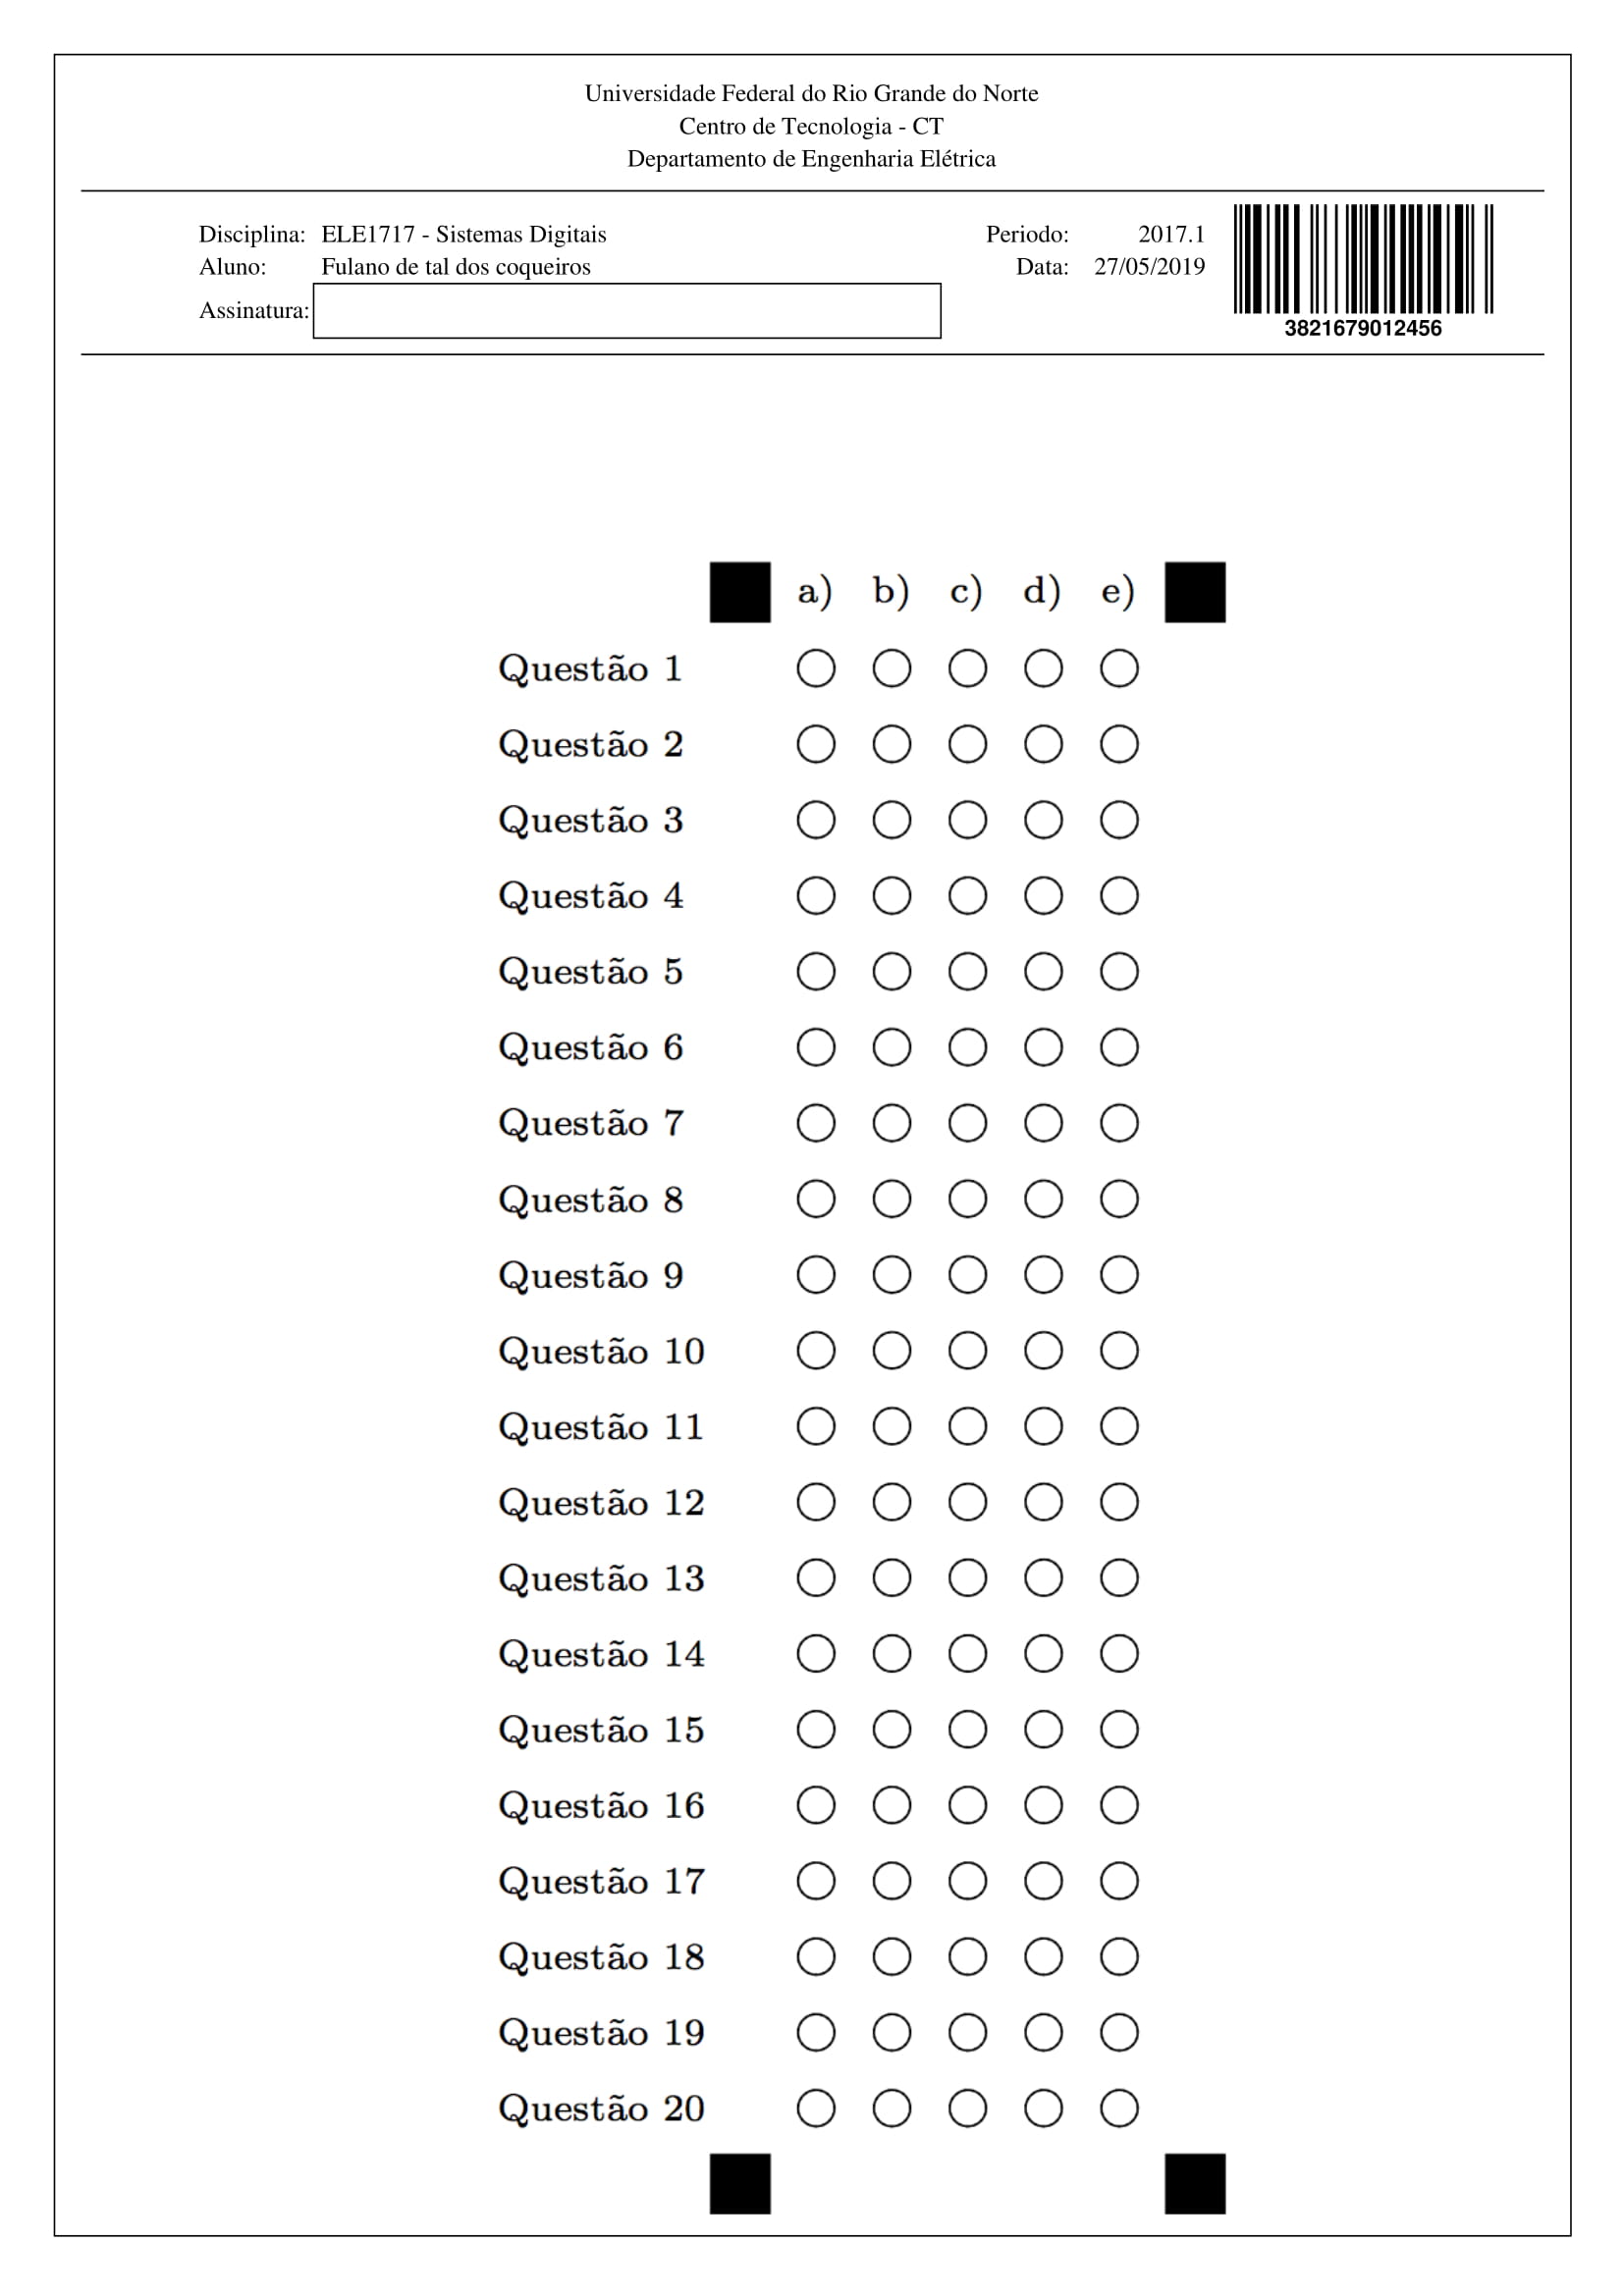 Universidade Federal do Rio Grande do Norte
Centro de Tecnologia - CT
Departamento de Engenharia Elétrica
Disciplina: ELE1717 - Sistemas Digitais Periodo: 2017.1
Aluno: Fulano de tal dos coqueiros Data: 27/05/2019
Assinatura:
3821679012456
a) b) c) d) e)
Questão 1
Questão 2
Questão 3
Questão 4
Questão 5
Questão 6
Questão 7
Questão 8
Questão 9
Questão 10
Questão 11
Questão 12
Questão 13
Questão 14
Questão 15
Questão 16
Questão 17
Questão 18
Questão 19
Questão 20